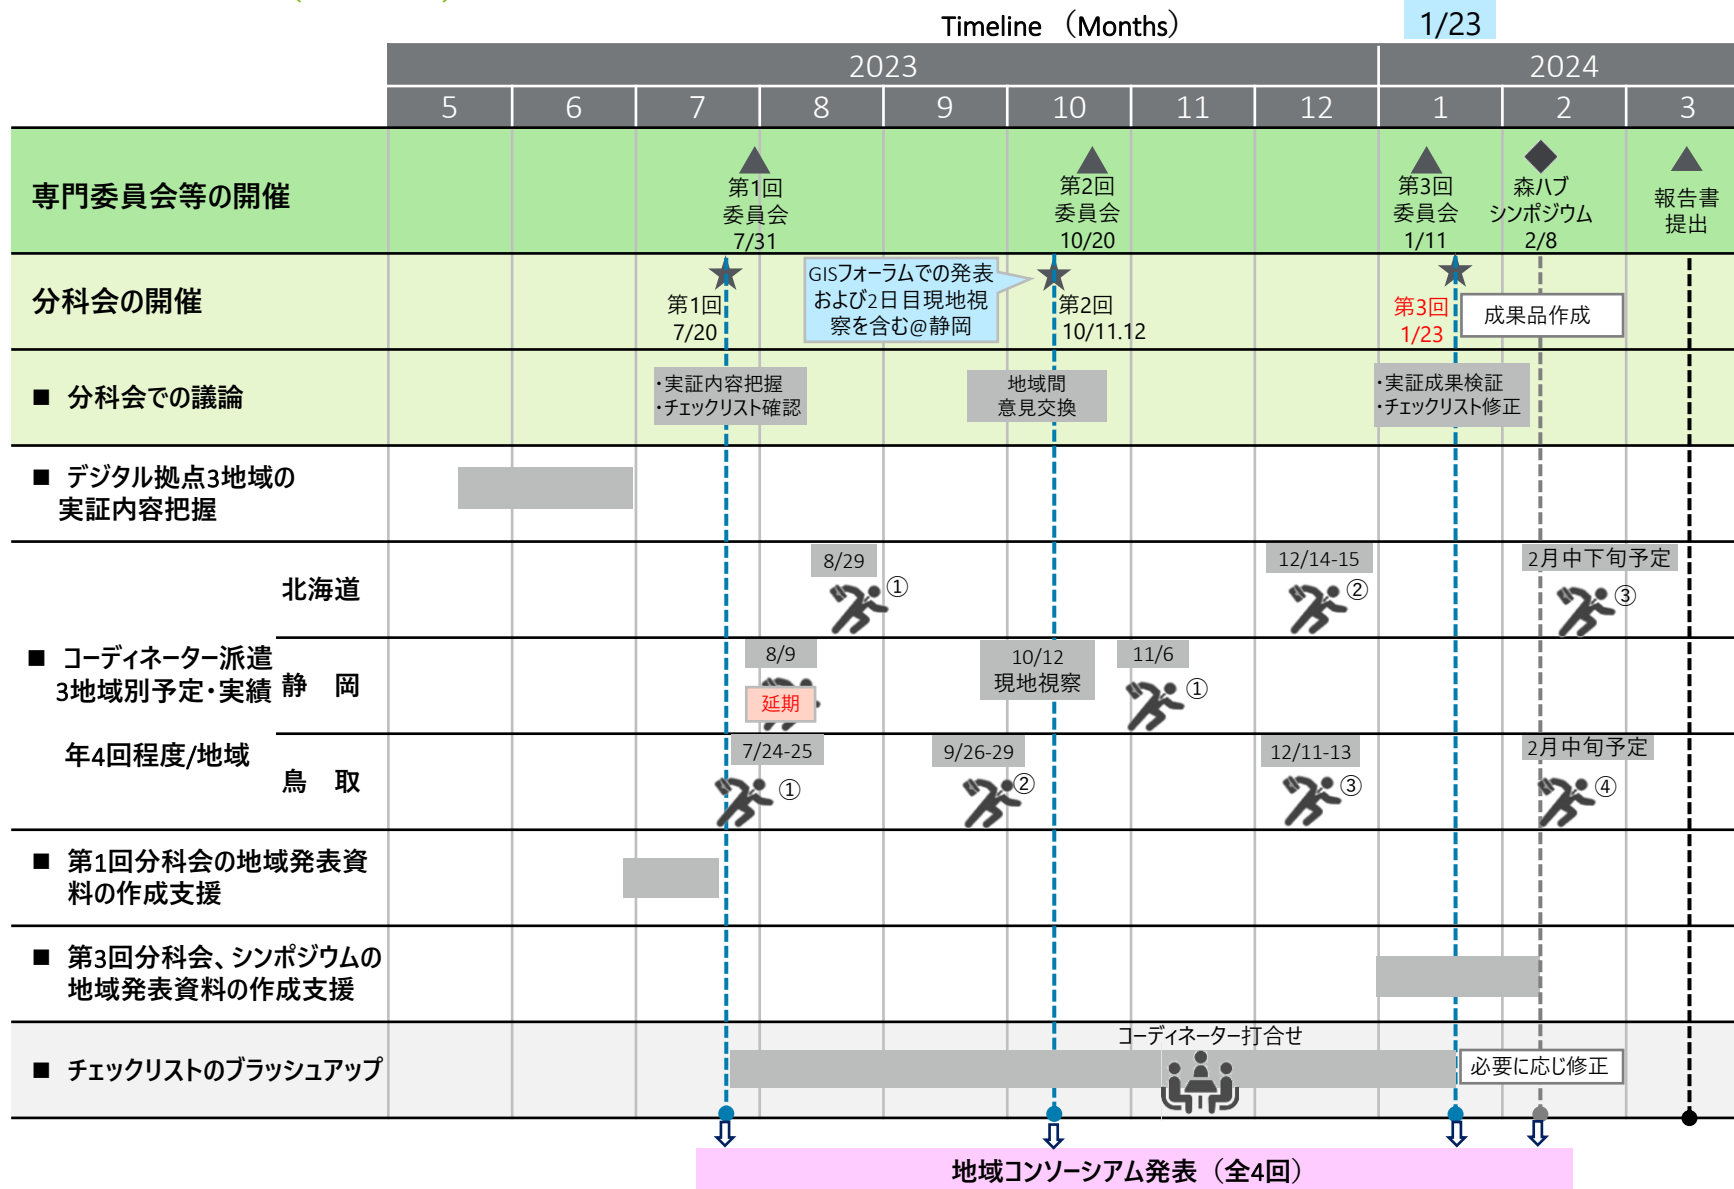 Timeline （Months）
1/23
2023
2024
5 6 7 8 9 10 11 12 1 2 3
専門委員会等の開催
第1回
委員会
7/31
第2回
委員会
10/20
第3回
委員会
1/11
森ハブ
シンポジウム
2/8
報告書
提出
分科会の開催
第1回
7/20
GISフォーラムでの発表
および2日目現地視
察を含む@静岡
第2回
10/11.12
第3回
1/23
成果品作成
■ 分科会での議論
・実証内容把握
・チェックリスト確認
地域間
意見交換
・実証成果検証
・チェックリスト修正
■ デジタル拠点3地域の
実証内容把握
■ コーディネーター派遣
3地域別予定・実績
年4回程度/地域
北海道
8/29
①
12/14-15
②
2月中下旬予定
③
静 岡
8/9
延期
10/12
現地視察
11/6
①
鳥 取
7/24-25
①
9/26-29
②
12/11-13
③
2月中旬予定
④
■ 第1回分科会の地域発表資
料の作成支援
■ 第3回分科会、シンポジウムの
地域発表資料の作成支援
■ チェックリストのブラッシュアップ
コーディネーター打合せ
必要に応じ修正
地域コンソーシアム発表（全4回）